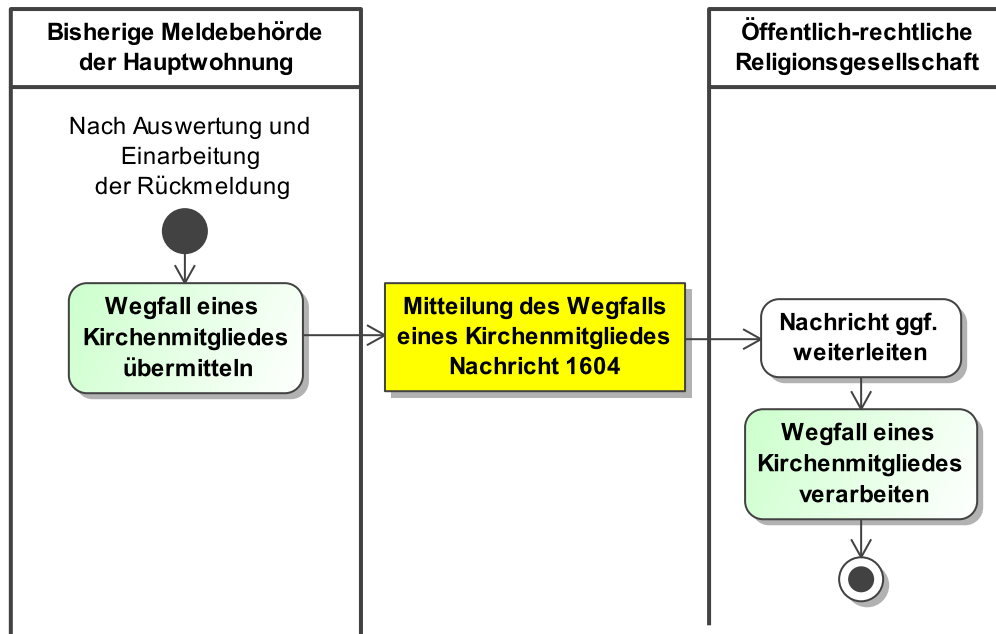 Bisherige Meldebehörde
der Hauptwohnung
Öffentlich-rechtliche
Religionsgesellschaft
Nach Auswertung und
Einarbeitung
der Rückmeldung
Wegfall eines
Kirchenmitgliedes
übermitteln
Mitteilung des Wegfalls
eines Kirchenmitgliedes
Nachricht 1604
Nachricht ggf.
weiterleiten
Wegfall eines
Kirchenmitgliedes
verarbeiten